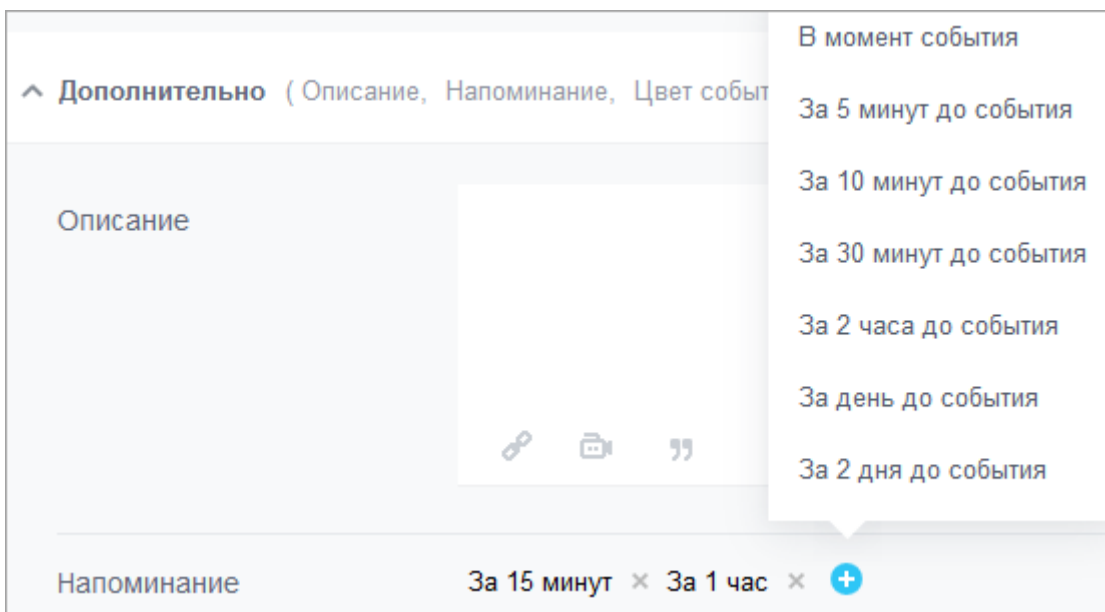 В момент события
Дополнительно ( Описание, Напоминание, Цвет событ
За 5 минут до события
За 10 минут до события
Описание
За 30 минут до события
За 2 часа до события
За день до события
За 2 дня до события
Напоминание За 15 минут × За 1 час ×